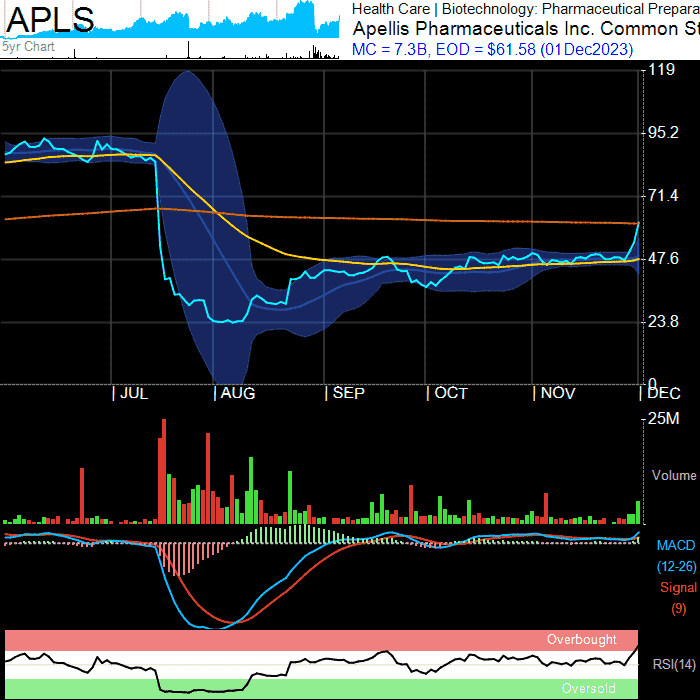 APLS
5yr Chart
Health Care | Biotechnology: Pharmaceutical Prepara
Apellis Pharmaceuticals Inc. Common St
MC = 7.3B, EOD = $61.58 (01Dec2023)
119
95.2
71.4
47.6
23.8
0
JUL AUG SEP OCT NOV DEC
25M
Volume
MACD
(12-26)
Signal
(9)
Overbought
RSI(14)
Oversold